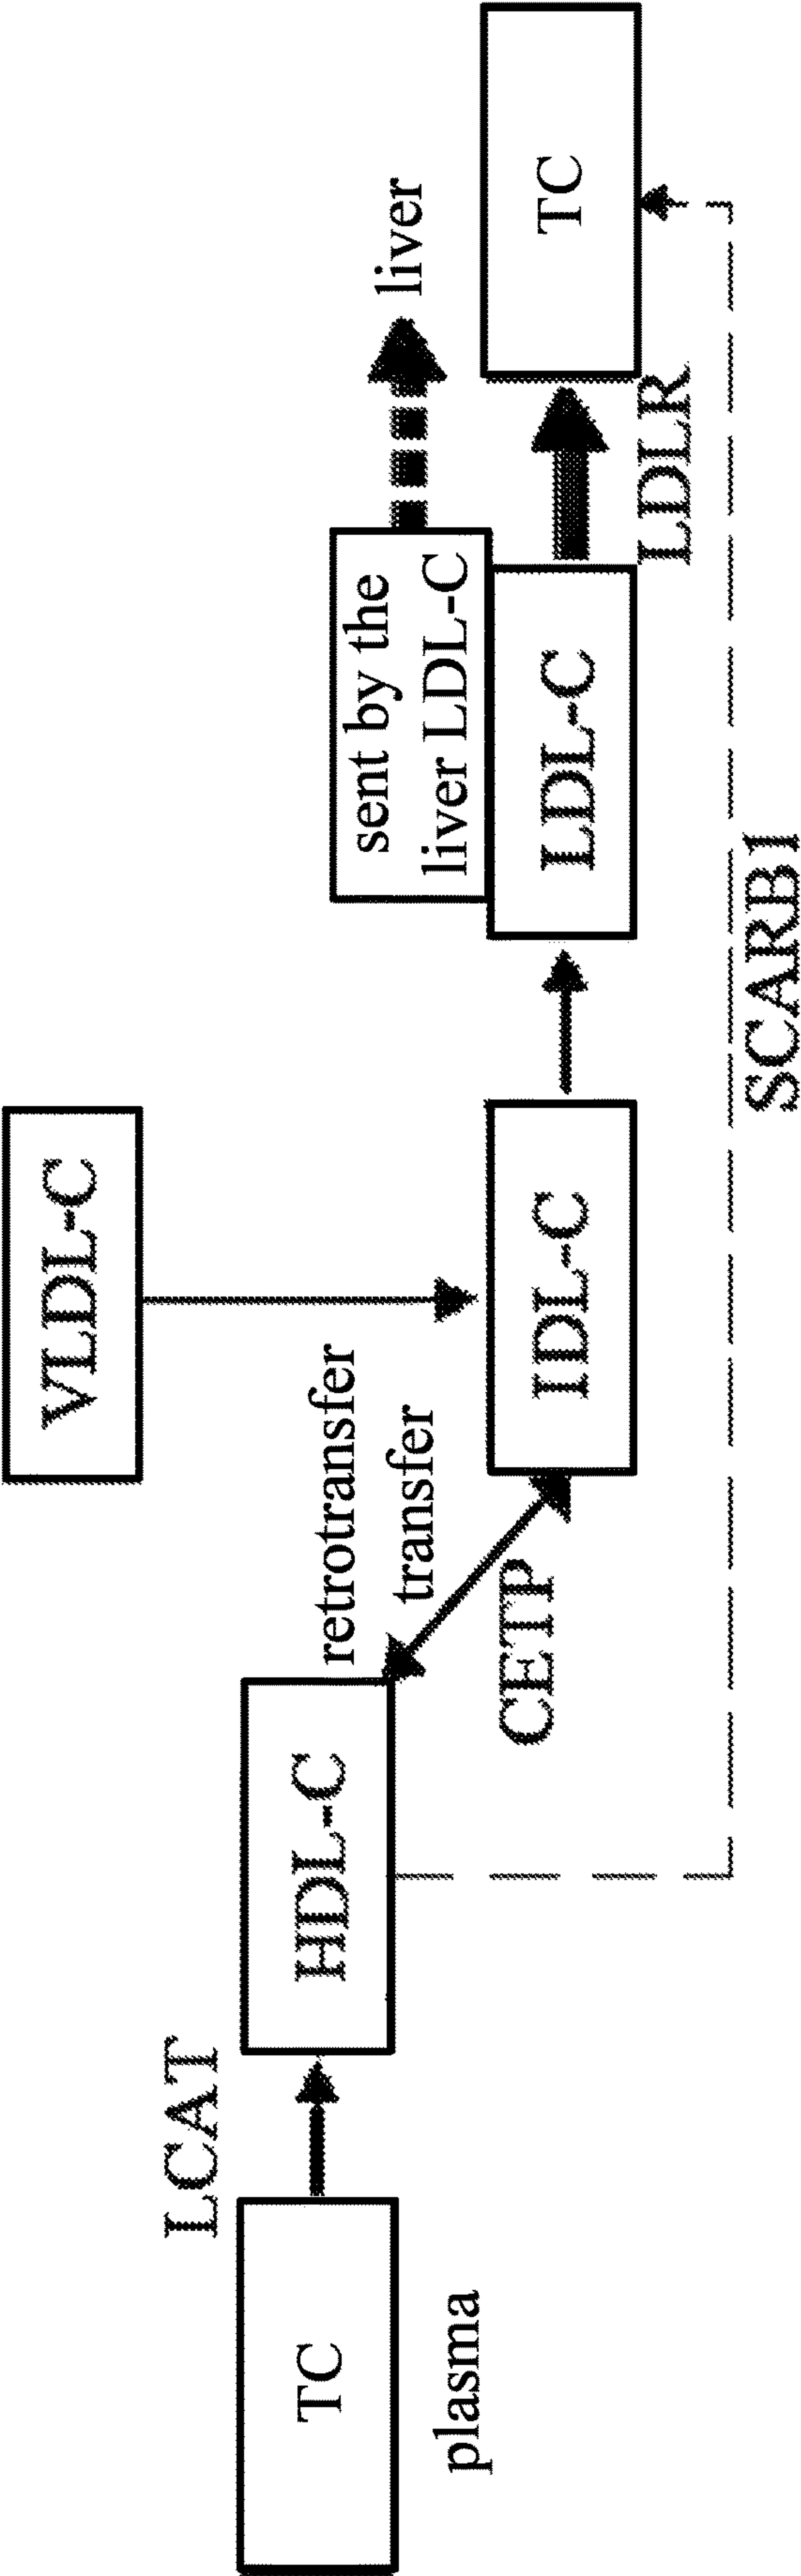 TC
plasma
LCAT
HDL-C
retrotransfer
transfer
CETP
VLDL-C
IDL-C
sent by the
liver LDL-C
LDL-C
liver
LDLR
TC
SCARB1